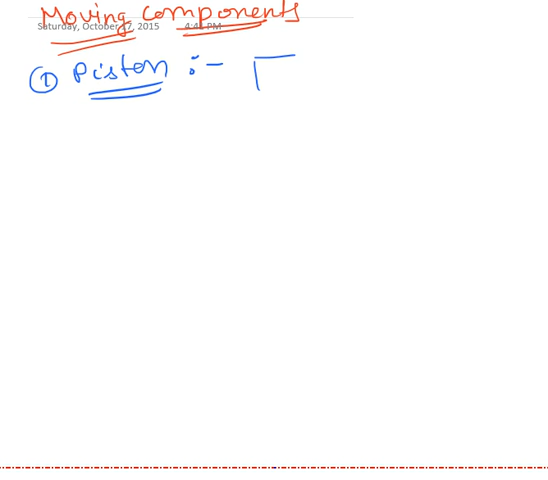 Moving components
Saturday, October 17, 2015 4:41 PM
① Piston :-